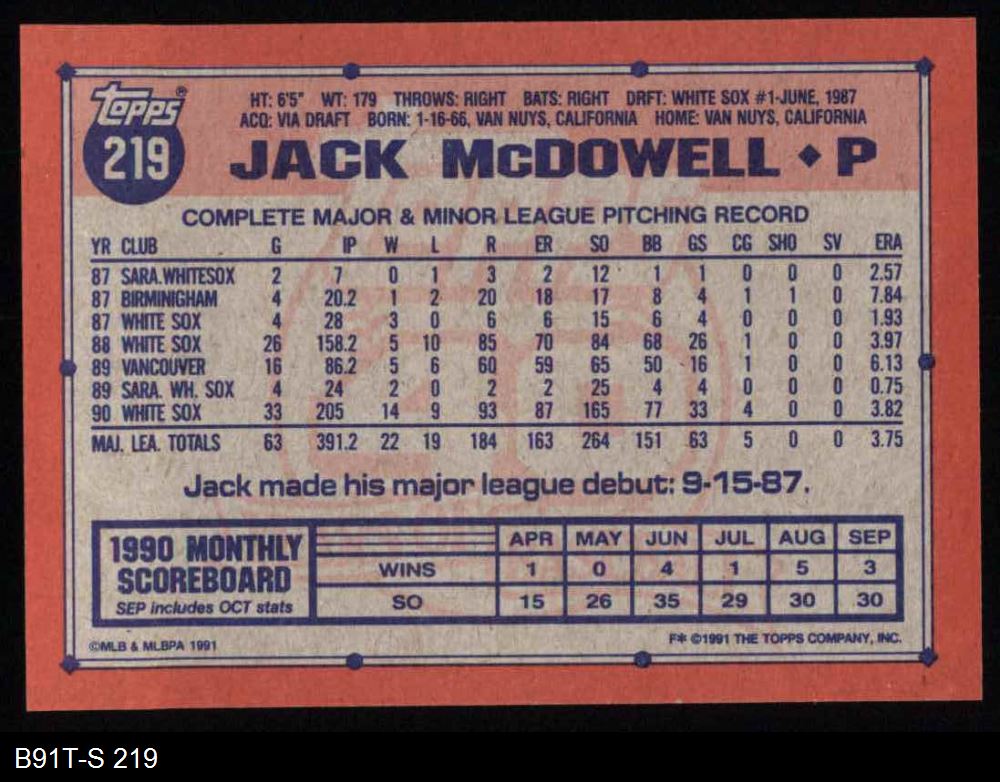 topps®
219
HT: 6'5" WT: 179 THROWS: RIGHT BATS: RIGHT DRFT: WHITE SOX #1-JUNE, 1987
ACQ: VIA DRAFT BORN: 1-16-66, VAN NUYS, CALIFORNIA HOME: VAN NUYS, CALIFORNIA
JACK McDOWELL ♦ P
COMPLETE MAJOR & MINOR LEAGUE PITCHING RECORD
YR CLUB G IP W L R ER SO BB GS CG SHO SV ERA
87 SARA.WHITESOX 2 7 0 1 3 2 12 1 1 0 0 0 2.57
87 BIRMINIGHAM 4 20.2 1 2 20 18 17 8 4 1 1 0 7.84
87 WHITE SOX 4 28 3 0 6 6 15 6 4 0 0 0 1.93
88 WHITE SOX 26 158.2 5 10 85 70 84 68 26 1 0 0 3.97
89 VANCOUVER 16 86.2 5 6 60 59 65 50 16 1 0 0 6.13
89 SARA. WH. SOX 4 24 2 0 2 2 25 4 4 0 0 0 0.75
90 WHITE SOX 33 205 14 9 93 87 165 77 33 4 0 0 3.82
MAJ. LEA. TOTALS 63 391.2 22 19 184 163 264 151 63 5 0 0 3.75
Jack made his major league debut: 9-15-87.
1990 MONTHLY SCOREBOARD
SEP includes OCT stats
APR MAY JUN JUL AUG SEP
WINS 1 0 4 1 5 3
SO 15 26 35 29 30 30
©MLB & MLBPA 1991
F* ©1991 THE TOPPS COMPANY, INC.
B91T-S 219